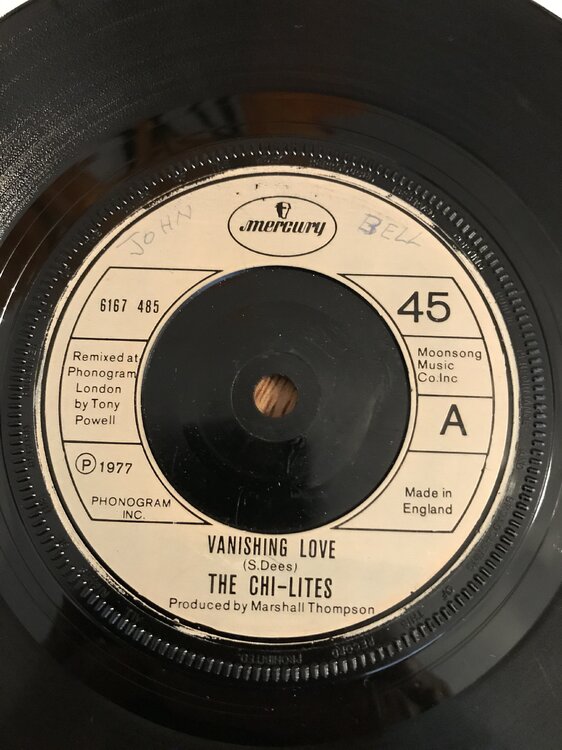 JOHN
BELL
mercury
6167 485
45
Remixed at
Phonogram
London
by Tony
Powell
Moonsong
Music
Co.Inc
A
P 1977
PHONOGRAM
INC.
Made in
England
VANISHING LOVE
(S.Dees)
THE CHI-LITES
Produced by Marshall Thompson
PROHIBITED